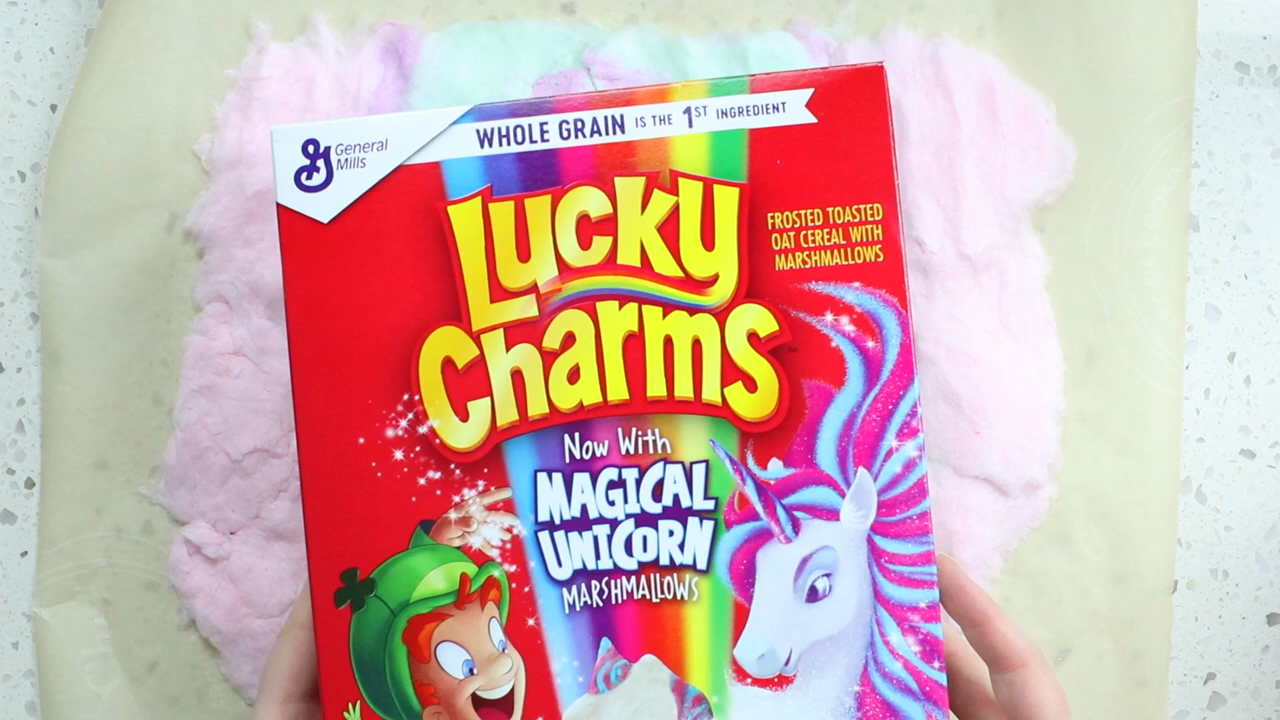 General
Mills
WHOLE GRAIN IS THE 1ST INGREDIENT
Lucky
Charms
FROSTED TOASTED
OAT CEREAL WITH
MARSHMALLOWS
Now With
MAGICAL
UNICORN
MARSHMALLOWS